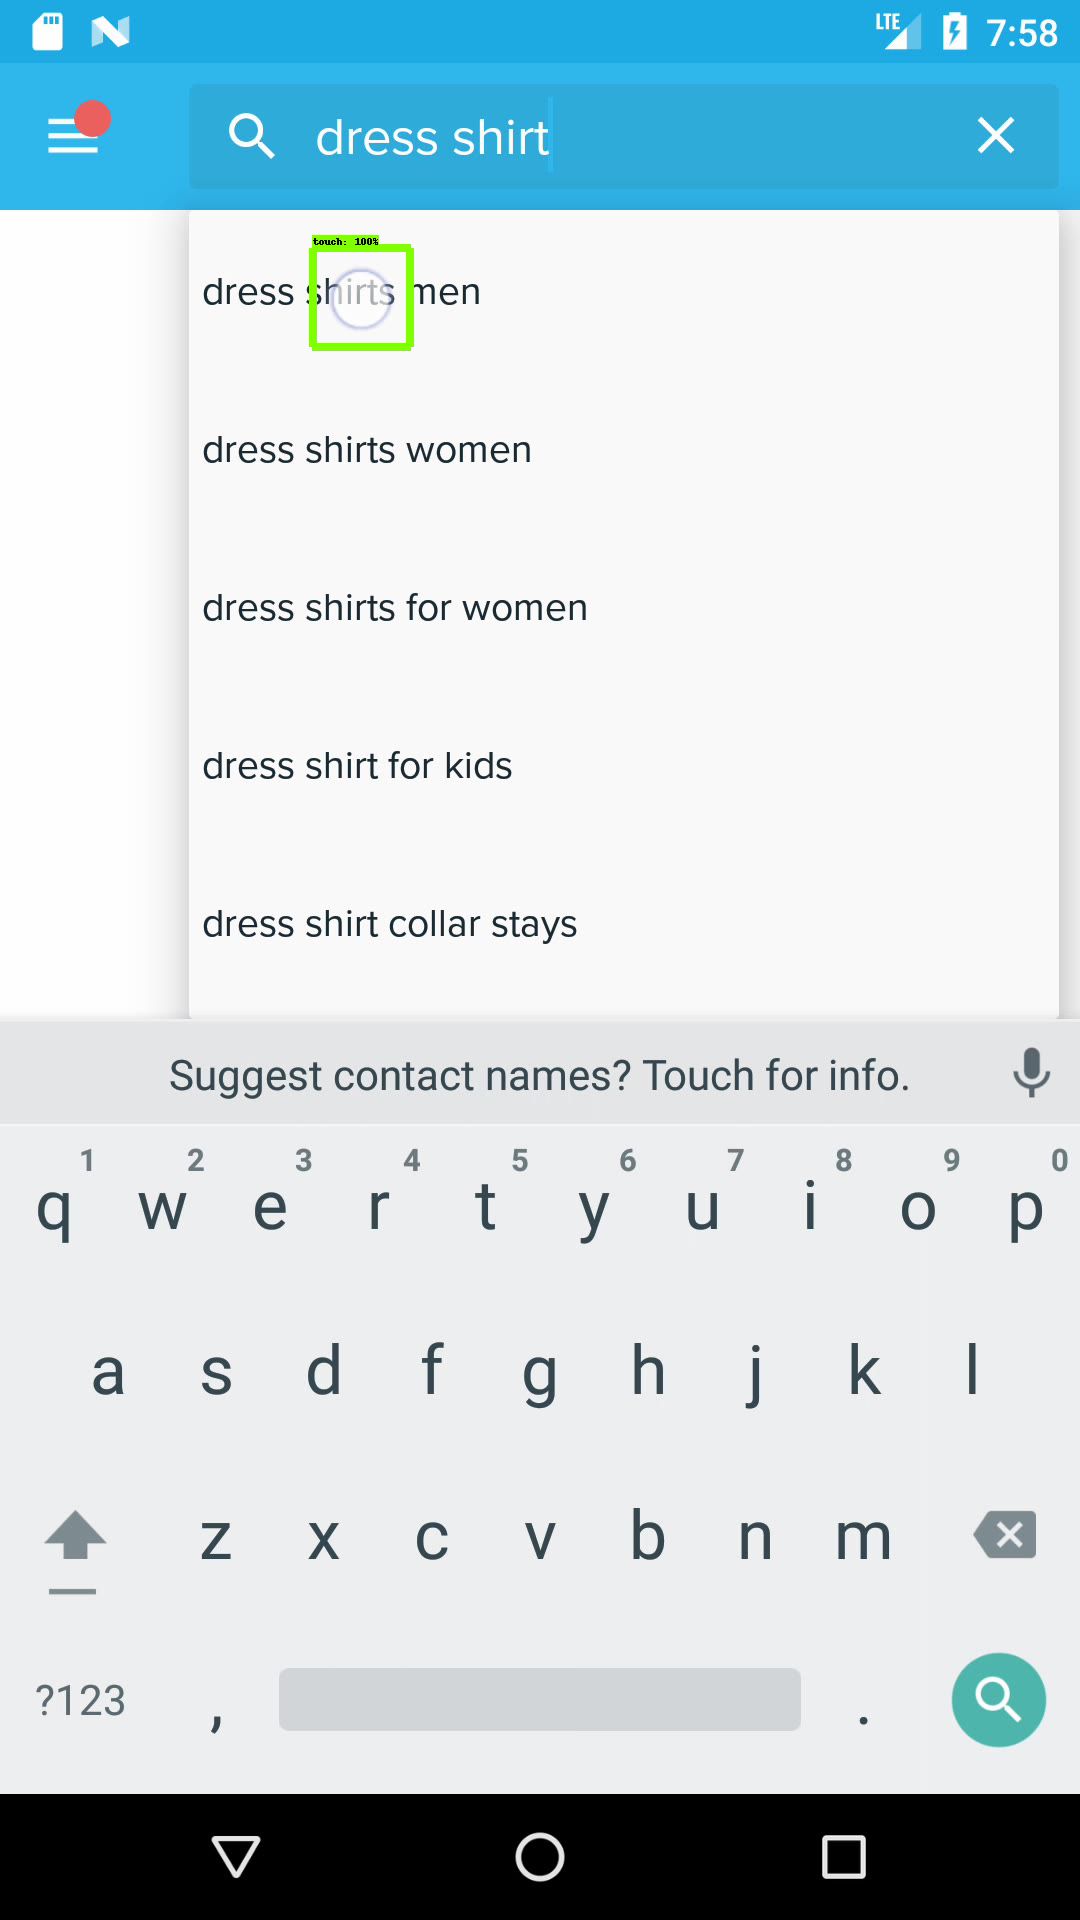 LTE 7:58
dress shirt
touch: 100%
dress shirts men
dress shirts women
dress shirts for women
dress shirt for kids
dress shirt collar stays
Suggest contact names? Touch for info.
1 2 3 4 5 6 7 8 9 0
q w e r t y u i o p
a s d f g h j k l
z x c v b n m
?123 , .